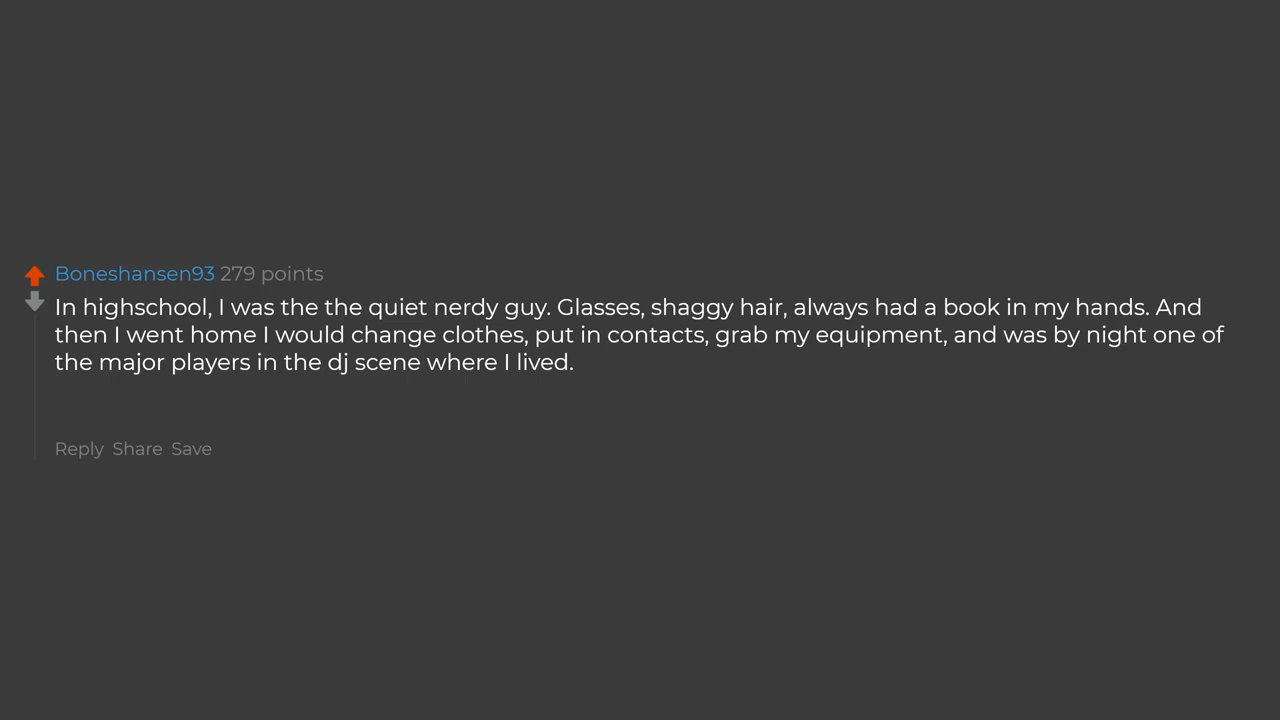 Boneshansen93 279 points
In highschool, I was the the quiet nerdy guy. Glasses, shaggy hair, always had a book in my hands. And
then I went home I would change clothes, put in contacts, grab my equipment, and was by night one of
the major players in the dj scene where I lived.
Reply Share Save